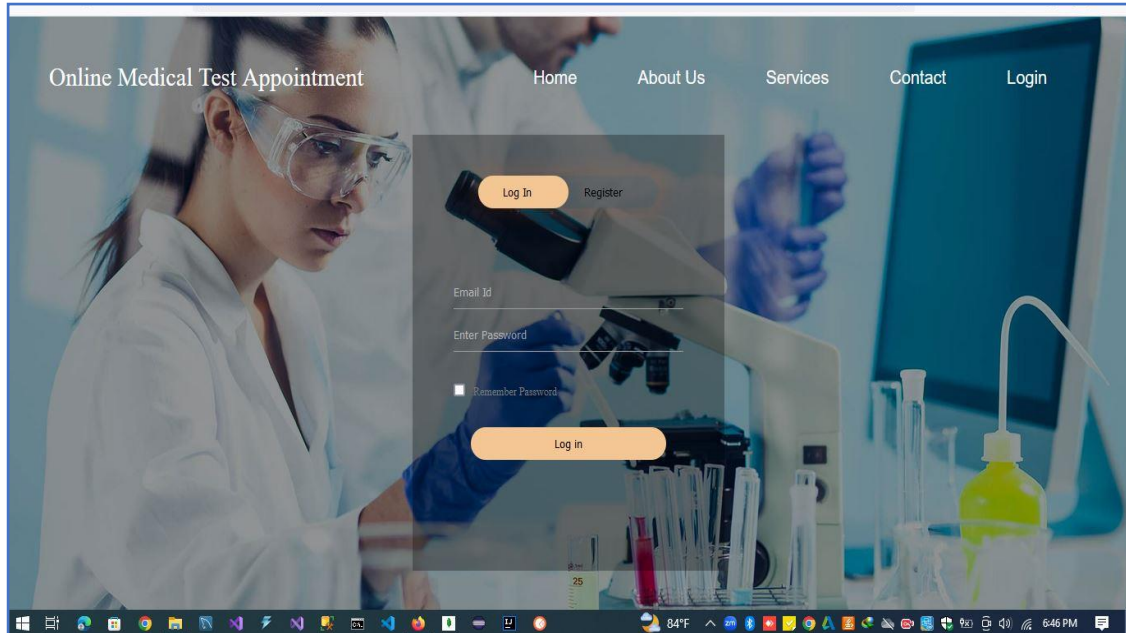 Online Medical Test Appointment Home About Us Services Contact Login
Log In Register
Email Id
Enter Password
Remember Password
Log in
25
84°F 6:46 PM